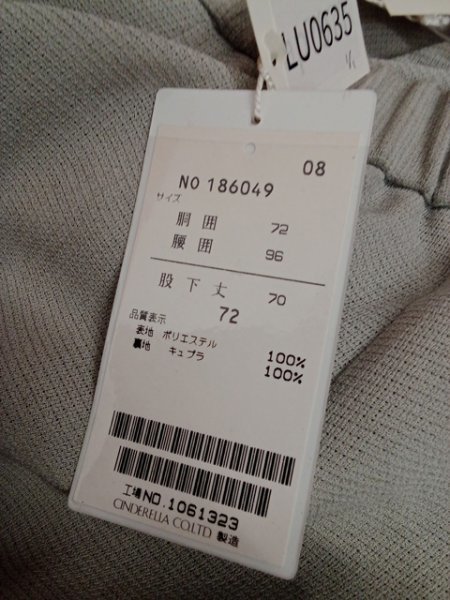 LU0635
1/1
08
NO 186049
サイズ
胴囲 72
腰囲 96
股下丈 70
72
品質表示
表地 ポリエステル 100%
裏地 キュプラ 100%
工場NO.1061323
CINDERELLA CO.LTD 製造